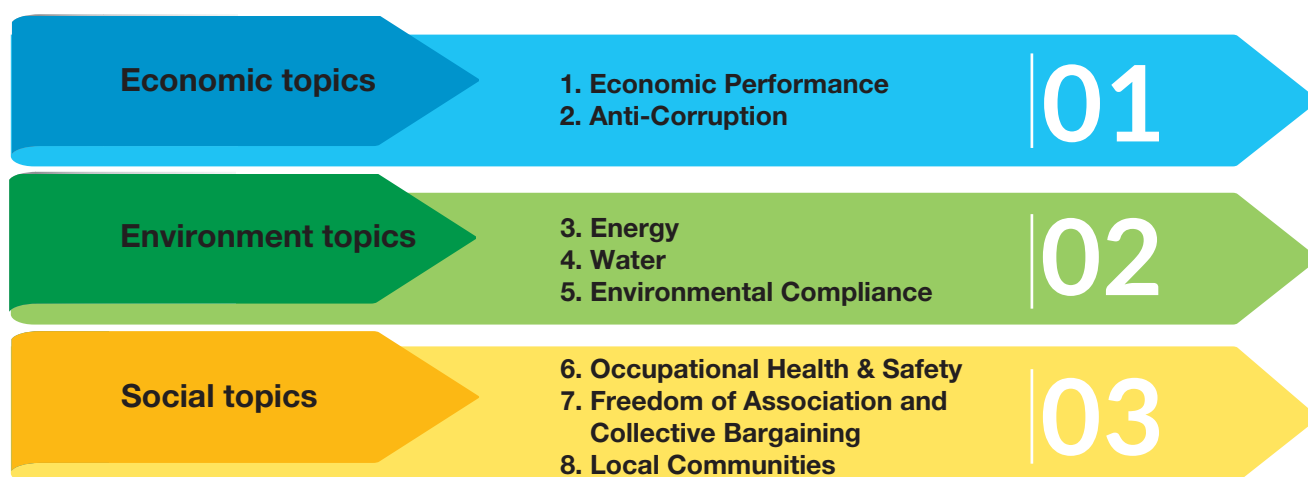 Economic topics
1. Economic Performance
2. Anti-Corruption
01
Environment topics
3. Energy
4. Water
5. Environmental Compliance
02
Social topics
6. Occupational Health & Safety
7. Freedom of Association and
Collective Bargaining
8. Local Communities
03